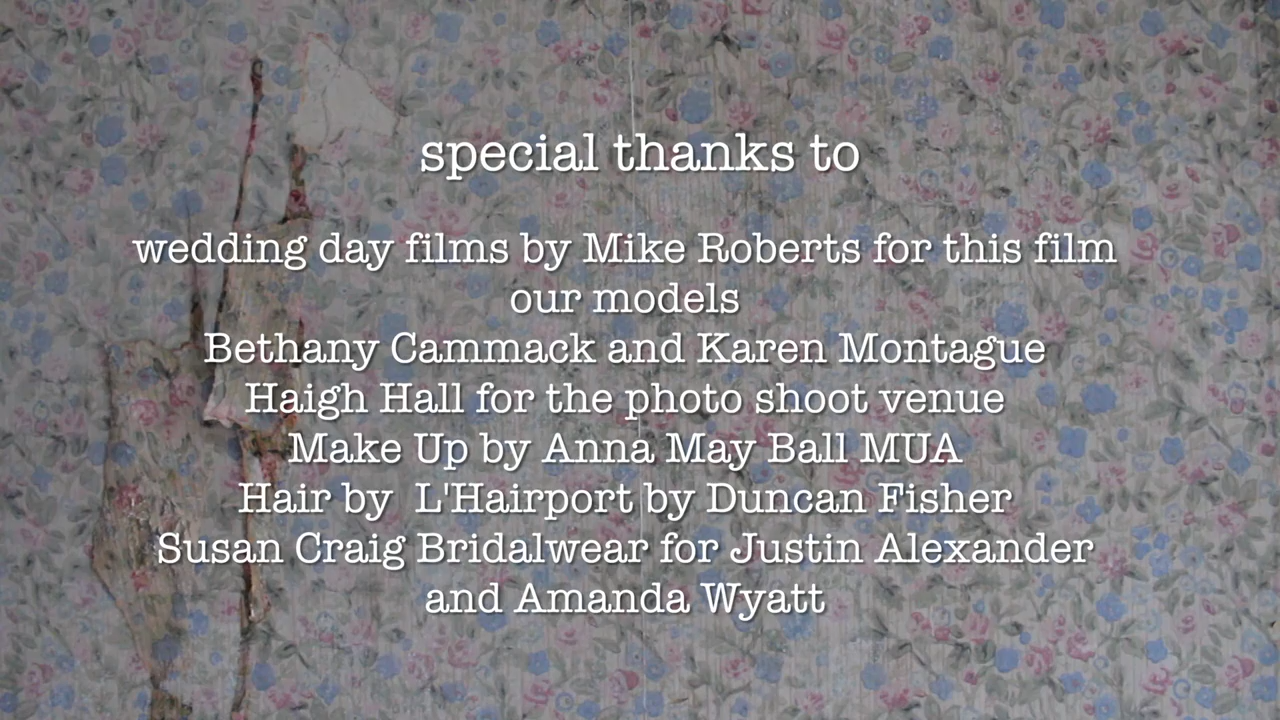 special thanks to
wedding day films by Mike Roberts for this film
our models
Bethany Cammack and Karen Montague
Haigh Hall for the photo shoot venue
Make Up by Anna May Ball MUA
Hair by  L'Hairport by Duncan Fisher
Susan Craig Bridalwear for Justin Alexander
and Amanda Wyatt